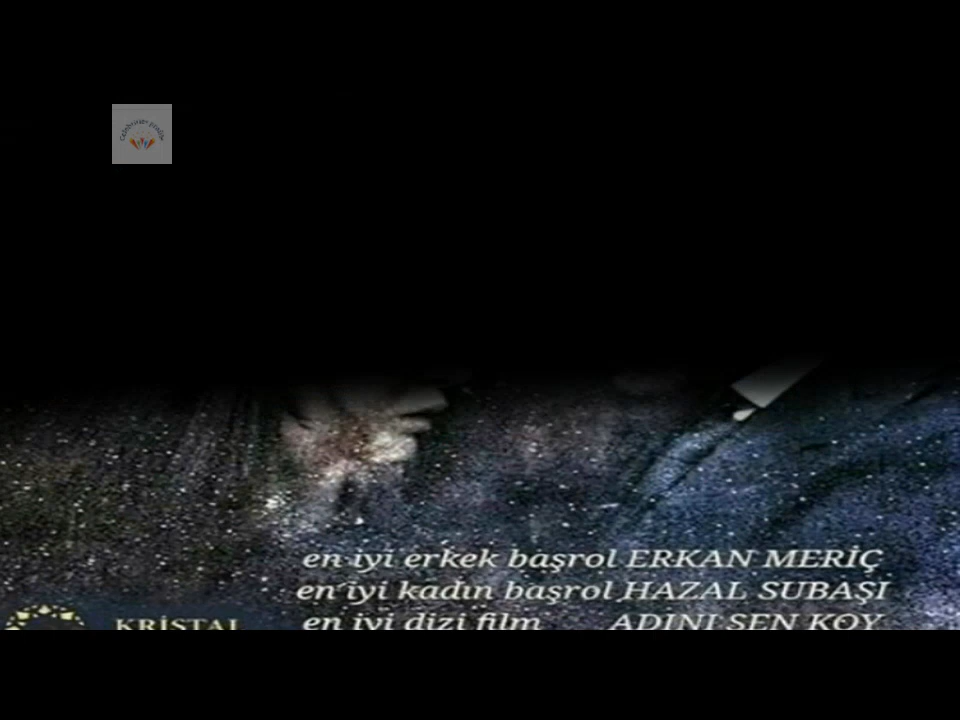 en iyi erkek başrol ERKAN MERİÇ
en iyi kadın başrol HAZAL SUBAŞI
en iyi dizi film ADINI SEN KOY
KRİSTAL